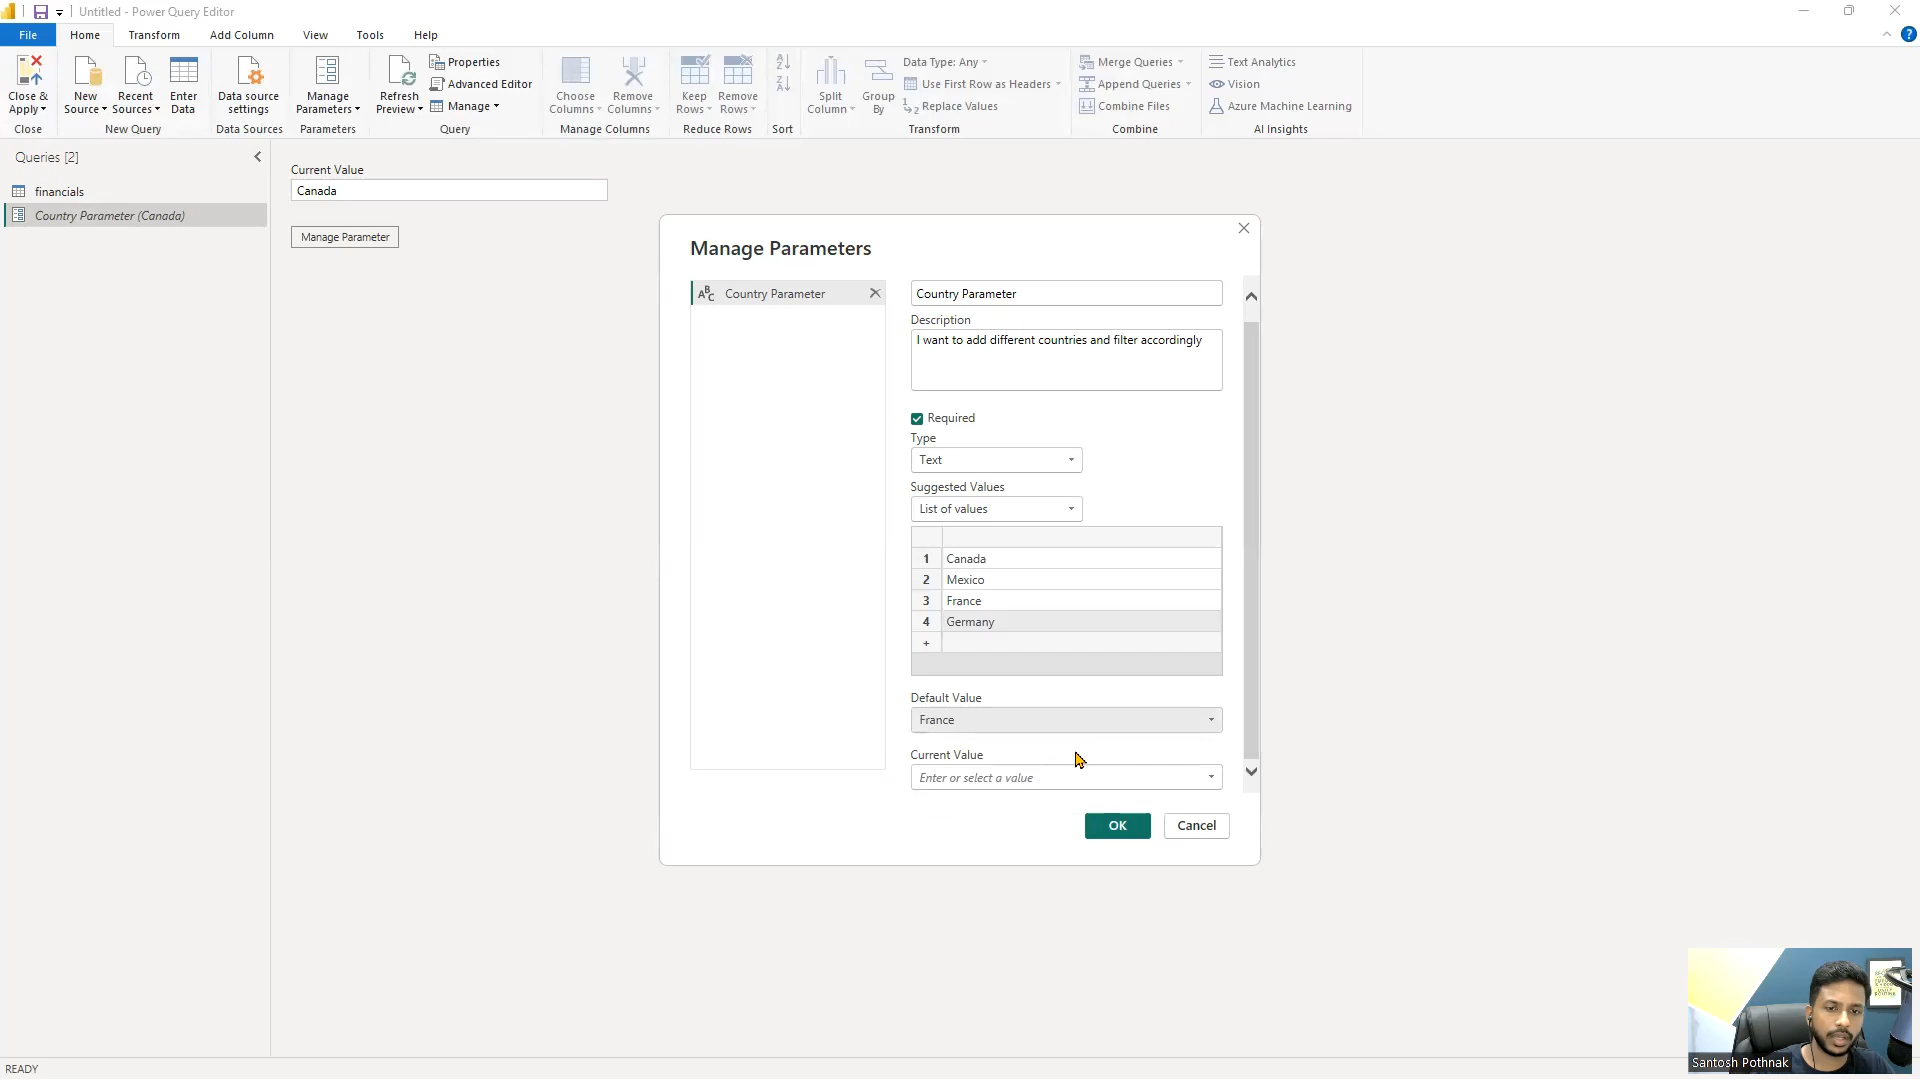 Untitled - Power Query Editor
File
Home
Transform
Add Column
View
Tools
Help
Close & Apply
New Source
Recent Sources
Enter Data
Data source settings
Manage Parameters
Refresh Preview
Properties
Advanced Editor
Manage
Choose Columns
Remove Columns
Keep Rows
Remove Rows
Split Column
Group By
Data Type: Any
Use First Row as Headers
Replace Values
Merge Queries
Append Queries
Combine Files
Text Analytics
Vision
Azure Machine Learning
Close
New Query
Data Sources
Parameters
Query
Manage Columns
Reduce Rows
Sort
Transform
Combine
AI Insights
Queries [2]
financials
Country Parameter (Canada)
Current Value
Canada
Manage Parameter
Manage Parameters
ABC Country Parameter
Country Parameter
Description
I want to add different countries and filter accordingly
Required
Type
Text
Suggested Values
List of values
1 Canada
2 Mexico
3 France
4 Germany
+
Default Value
France
Current Value
Enter or select a value
OK
Cancel
Santosh Pothnak
READY